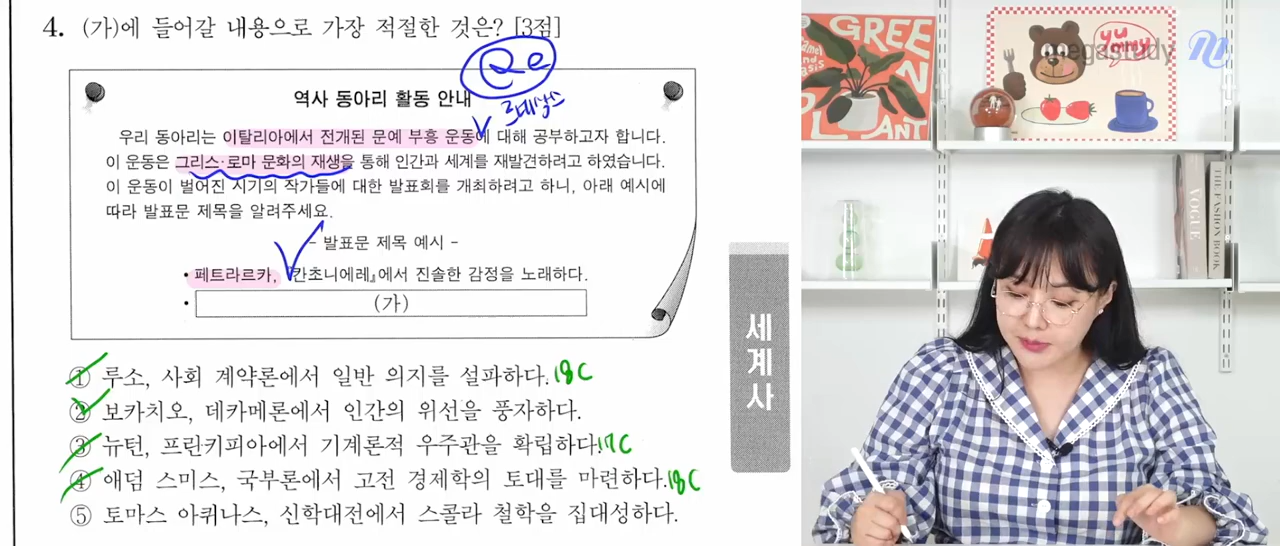 4. (가)에 들어갈 내용으로 가장 적절한 것은? [3점]
Re
르네상스
역사 동아리 활동 안내
우리 동아리는 이탈리아에서 전개된 문예 부흥 운동에 대해 공부하고자 합니다.
이 운동은 그리스·로마 문화의 재생을 통해 인간과 세계를 재발견하려고 하였습니다.
이 운동이 벌어진 시기의 작가들에 대한 발표회를 개최하려고 하니, 아래 예시에
따라 발표문 제목을 알려주세요.
- 발표문 제목 예시 -
• 페트라르카, 『칸초니에레』에서 진솔한 감정을 노래하다.
• (가)
① 루소, 사회 계약론에서 일반 의지를 설파하다. 18C
② 보카치오, 데카메론에서 인간의 위선을 풍자하다.
③ 뉴턴, 프린키피아에서 기계론적 우주관을 확립하다. 17C
④ 애덤 스미스, 국부론에서 고전 경제학의 토대를 마련하다. 18C
⑤ 토마스 아퀴나스, 신학대전에서 스콜라 철학을 집대성하다.
세계사
GREE
N
PL ANT
yummy
megastudy
VOGUE
THE FASHION BOOK